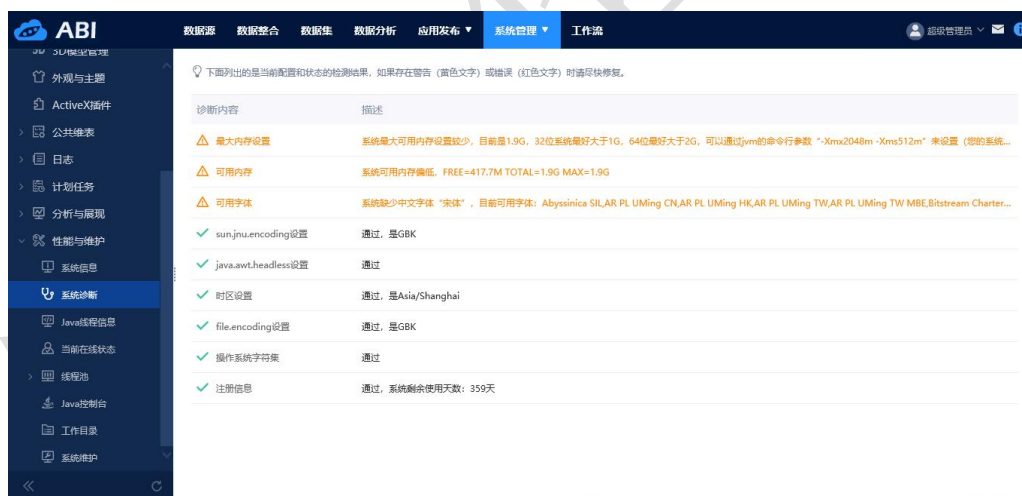 ABI
数据源 数据整合 数据集 数据分析 应用发布 ▼ 系统管理 ▼ 工作流 超级管理员
3D 3D模型管理
外观与主题
ActiveX插件
公共维表
日志
计划任务
分析与展现
性能与维护
系统信息
系统诊断
Java线程信息
当前在线状态
线程池
Java控制台
工作目录
系统维护
下面列出的是当前配置和状态的检测结果，如果存在警告（黄色文字）或错误（红色文字）时请尽快修复。
诊断内容 描述
最大内存设置 系统最大可用内存设置较少，目前是1.9G，32位系统最好大于1G，64位最好大于2G，可以通过jvm的命令行参数 "-Xmx2048m -Xms512m" 来设置（您的系统...
可用内存 系统可用内存偏低，FREE=417.7M TOTAL=1.9G MAX=1.9G
可用字体 系统缺少中文字体 "宋体" ，目前可用字体：Abyssinica SIL,AR PL UMing CN,AR PL UMing HK,AR PL UMing TW,AR PL UMing TW MBE,Bitstream Charter...
sun.jnu.encoding设置 通过，是GBK
java.awt.headless设置 通过
时区设置 通过，是Asia/Shanghai
file.encoding设置 通过，是GBK
操作系统字符集 通过
注册信息 通过，系统剩余使用天数：359天